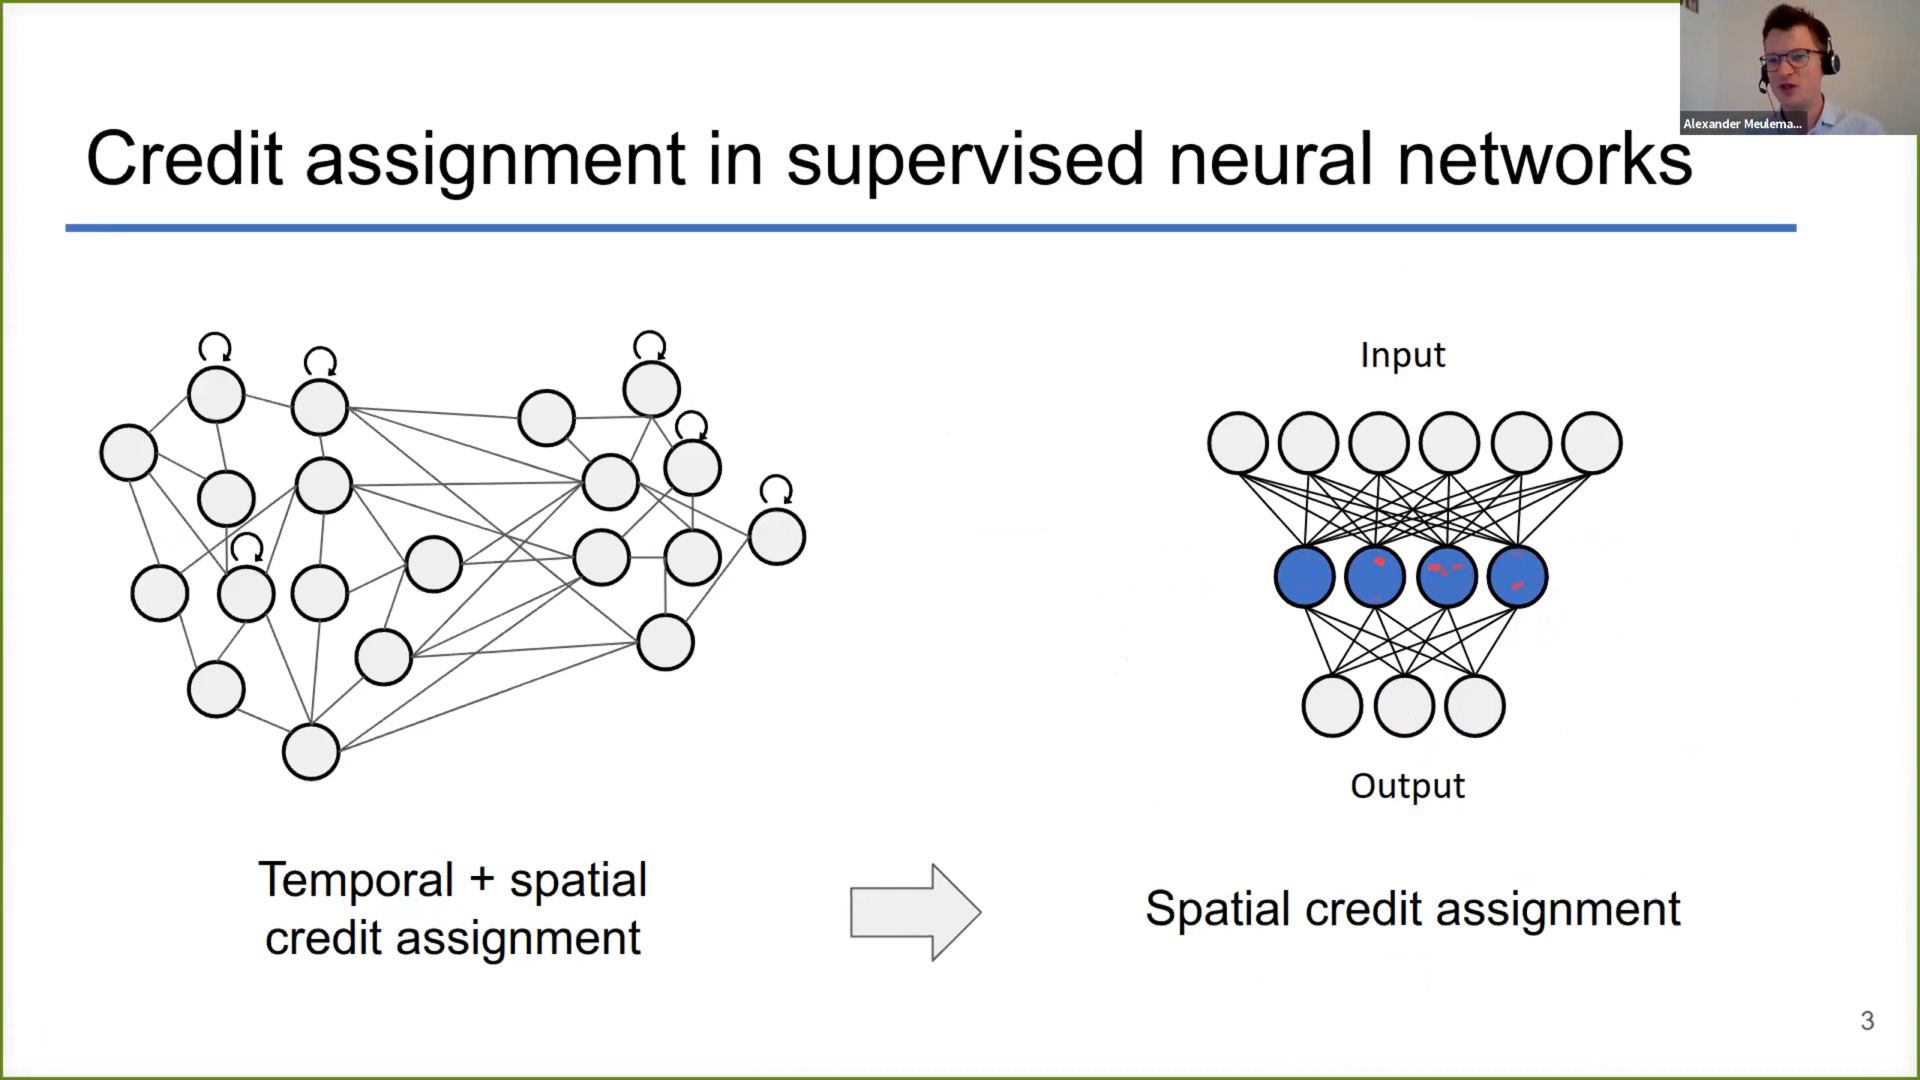 Alexander Meulema...
Credit assignment in supervised neural networks
Input
Output
Temporal + spatial
credit assignment
Spatial credit assignment
3